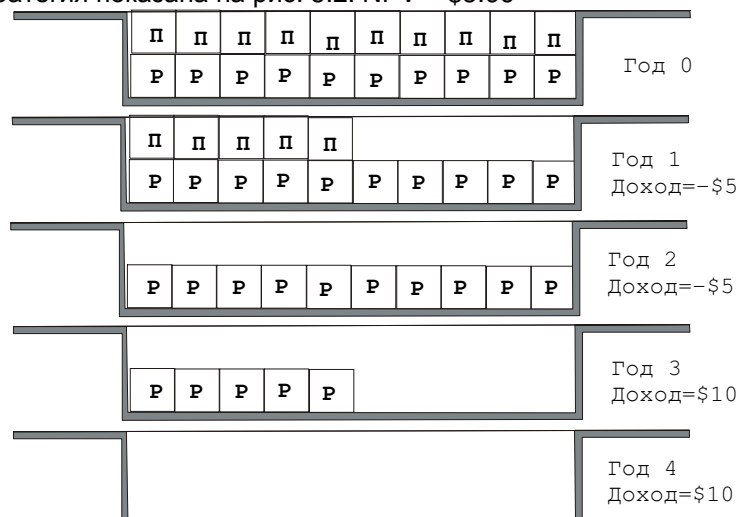 П П П П П П П П П П
Р Р Р Р Р Р Р Р Р Р
Год 0
П П П П П
Р Р Р Р Р Р Р Р Р Р
Год 1
Доход=-$5
Р Р Р Р Р Р Р Р Р Р
Год 2
Доход=-$5
Р Р Р Р Р
Год 3
Доход=$10
Год 4
Доход=$10